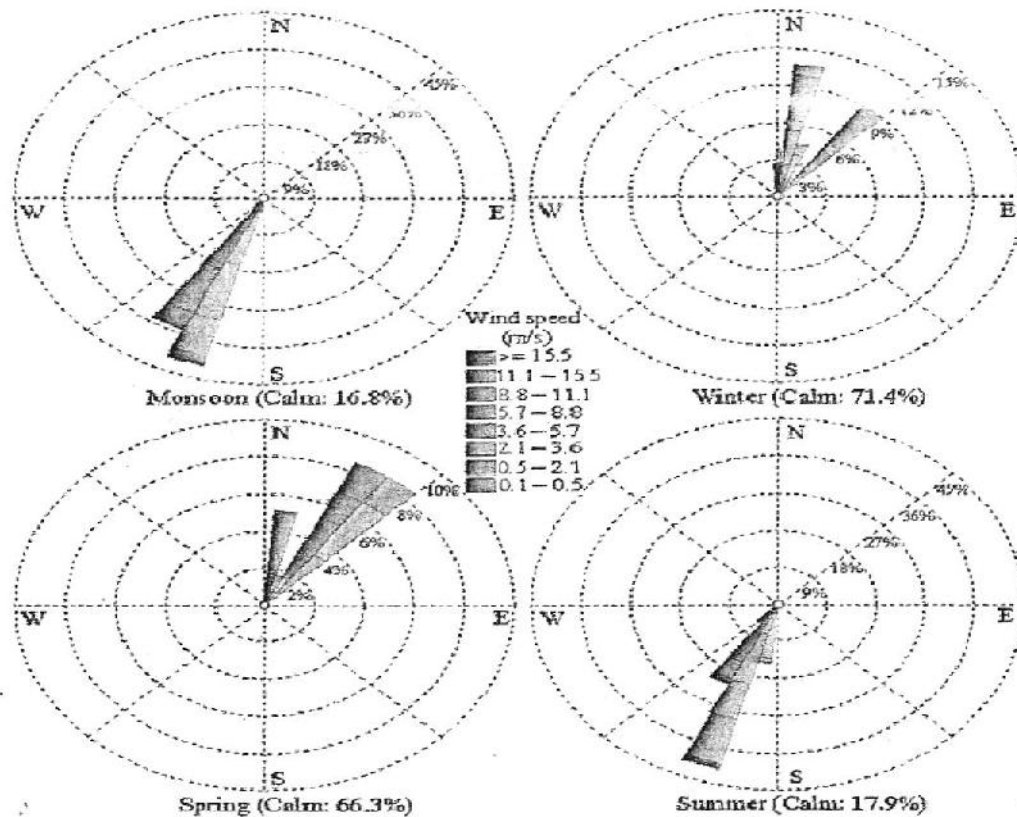 N
45%
36%
27%
18%
9%
W
E
S
Monsoon (Calm: 16.8%)
N
15%
12%
9%
6%
3%
W
E
S
Winter (Calm: 71.4%)
Wind speed
(m/s)
>= 15.5
11.1 – 15.5
8.8 – 11.1
5.7 – 8.8
3.6 – 5.7
2.1 – 3.6
0.5 – 2.1
0.1 – 0.5
N
10%
8%
6%
4%
2%
W
E
S
Spring (Calm: 66.3%)
N
45%
36%
27%
18%
9%
W
E
S
Summer (Calm: 17.9%)